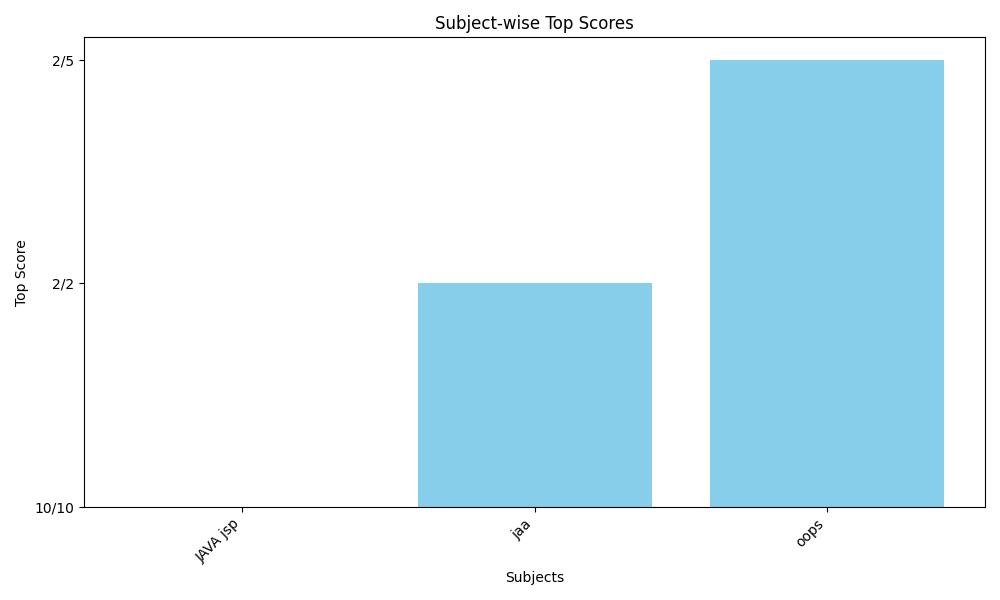 Subject-wise Top Scores
Top Score
2/5
2/2
10/10
JAVA jsp
jaa
oops
Subjects